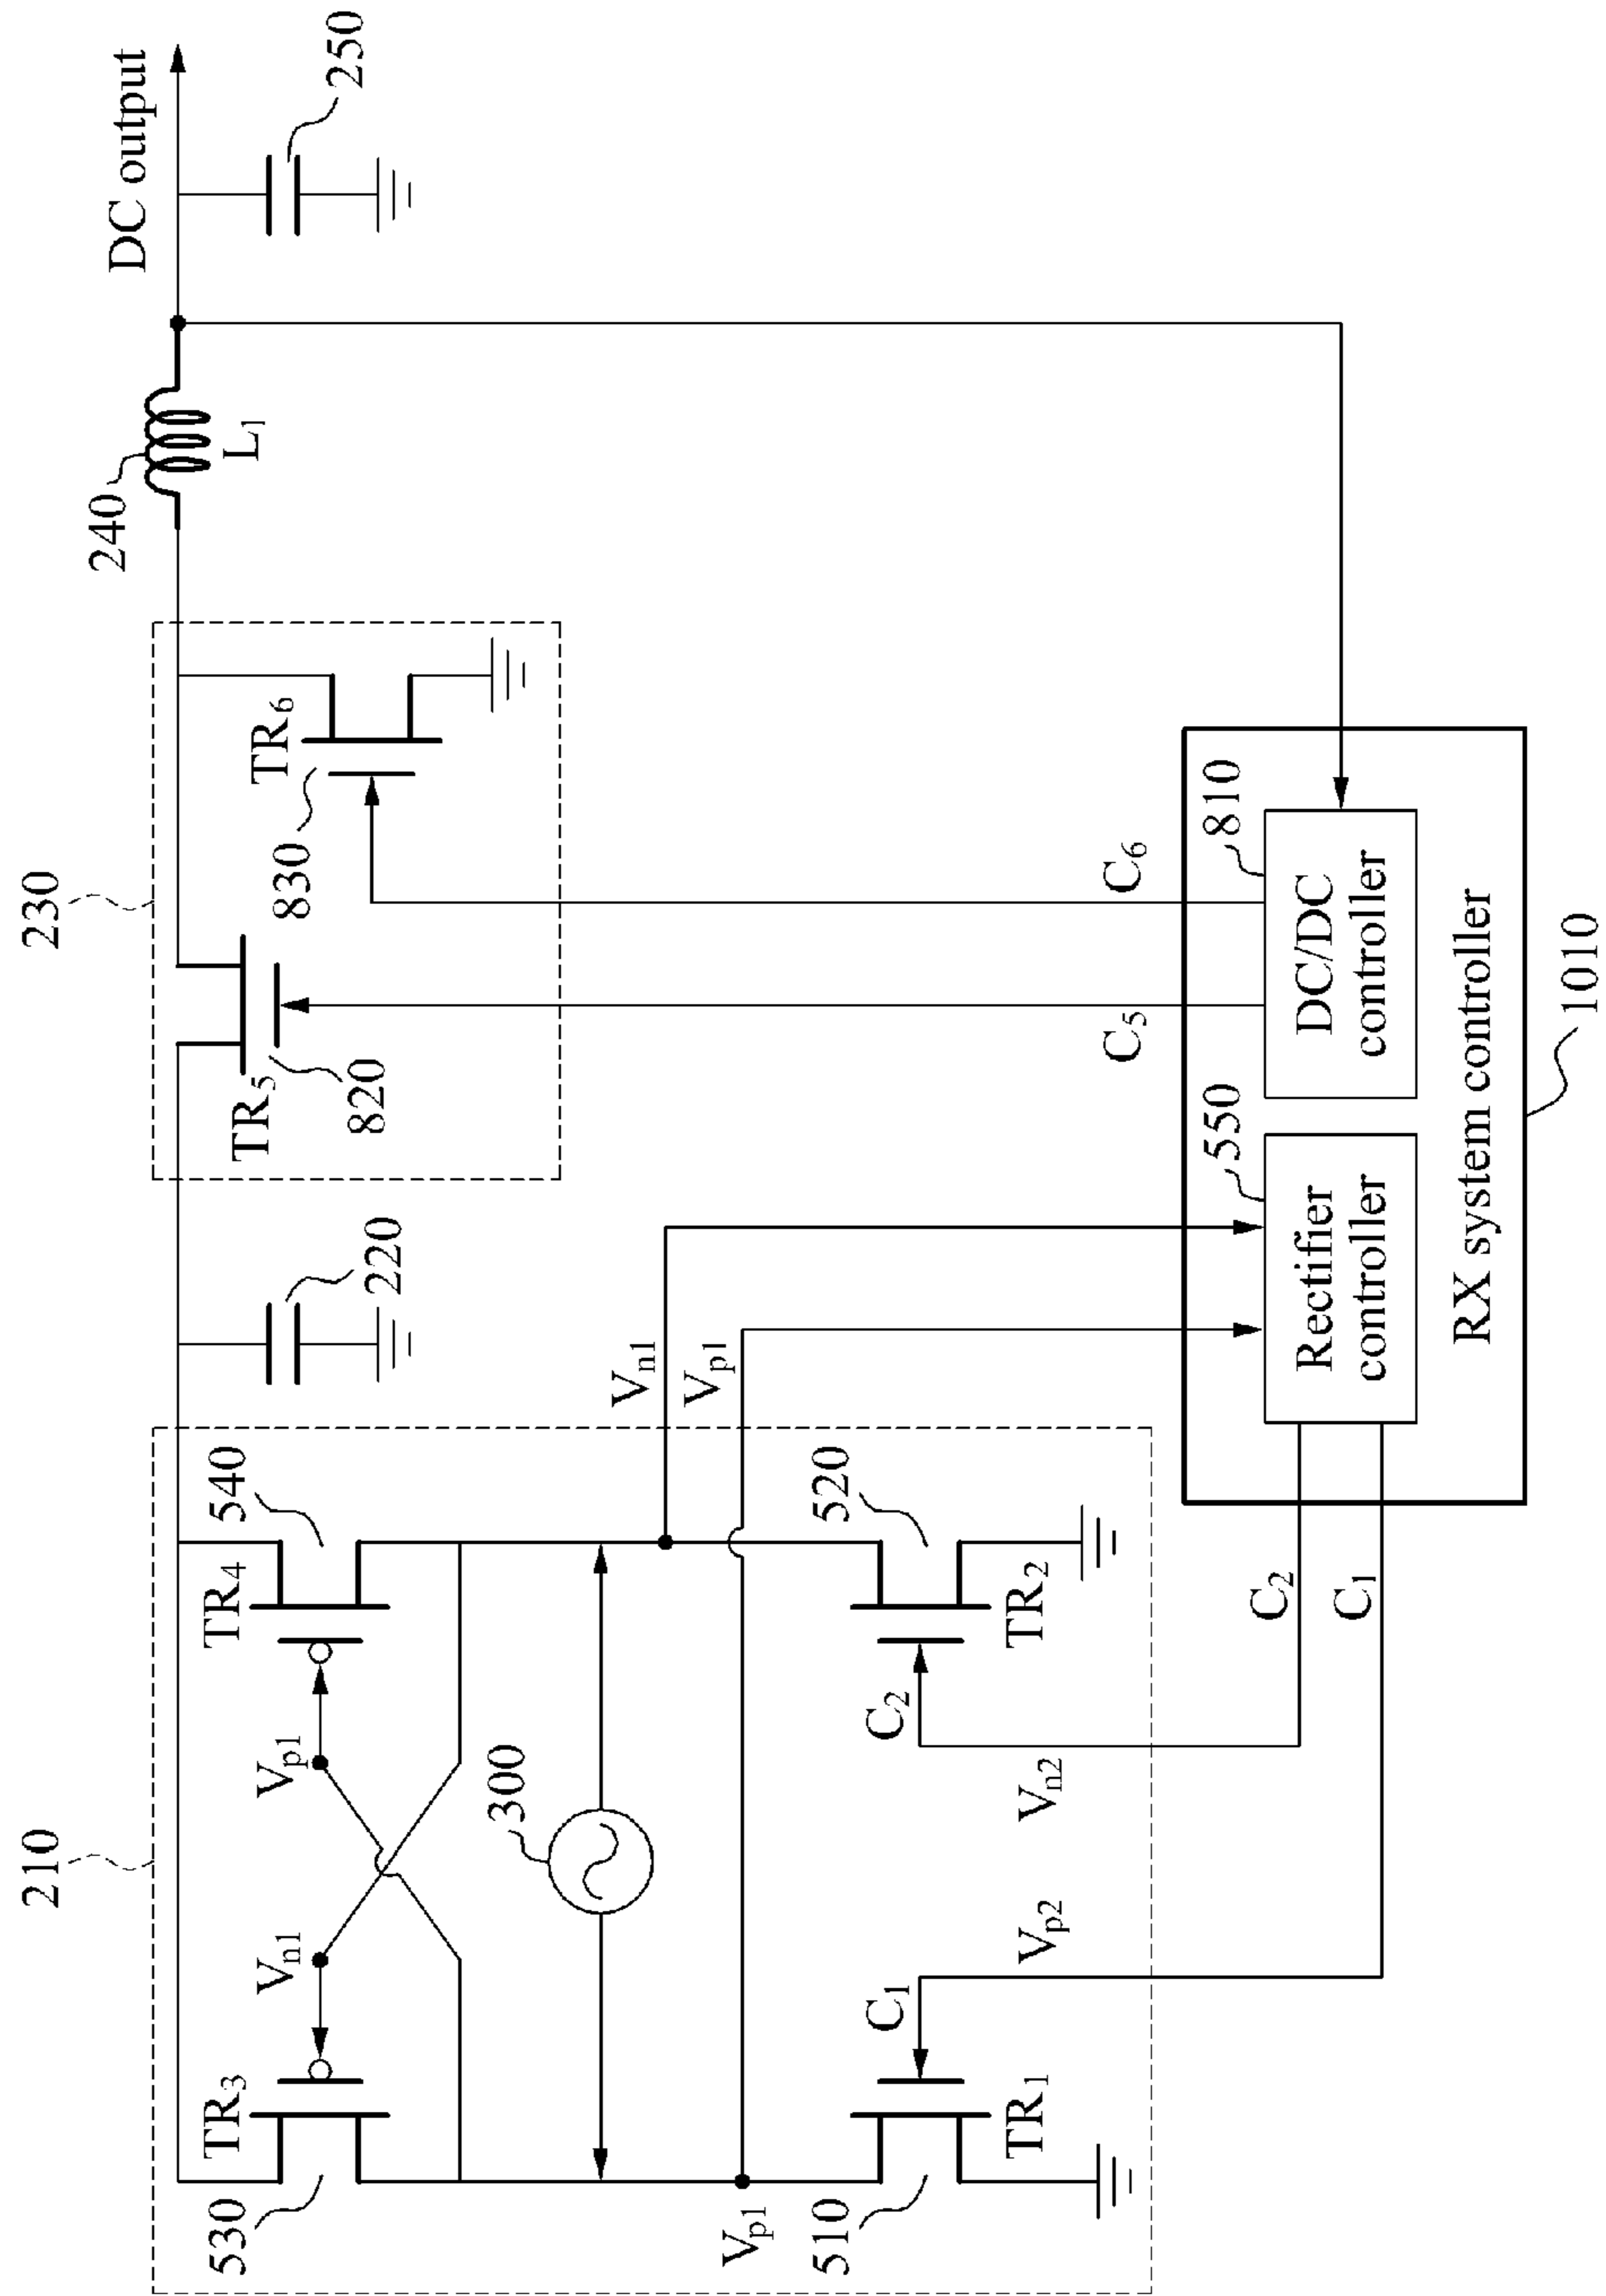 210
230
240
DC output
530
TR₃
Vₙ₁
Vₚ₁
TR₄
540
220
TR₅
820
TR₆
830
L₁
250
300
Vₚ₁
Vₙ₁
Vₚ₁
510
TR₁
C₁
Vₚ₂
Vₙ₂
C₂
TR₂
520
C₂
C₁
C₅
C₆
550
810
Rectifier
controller
DC/DC
controller
RX system controller
1010